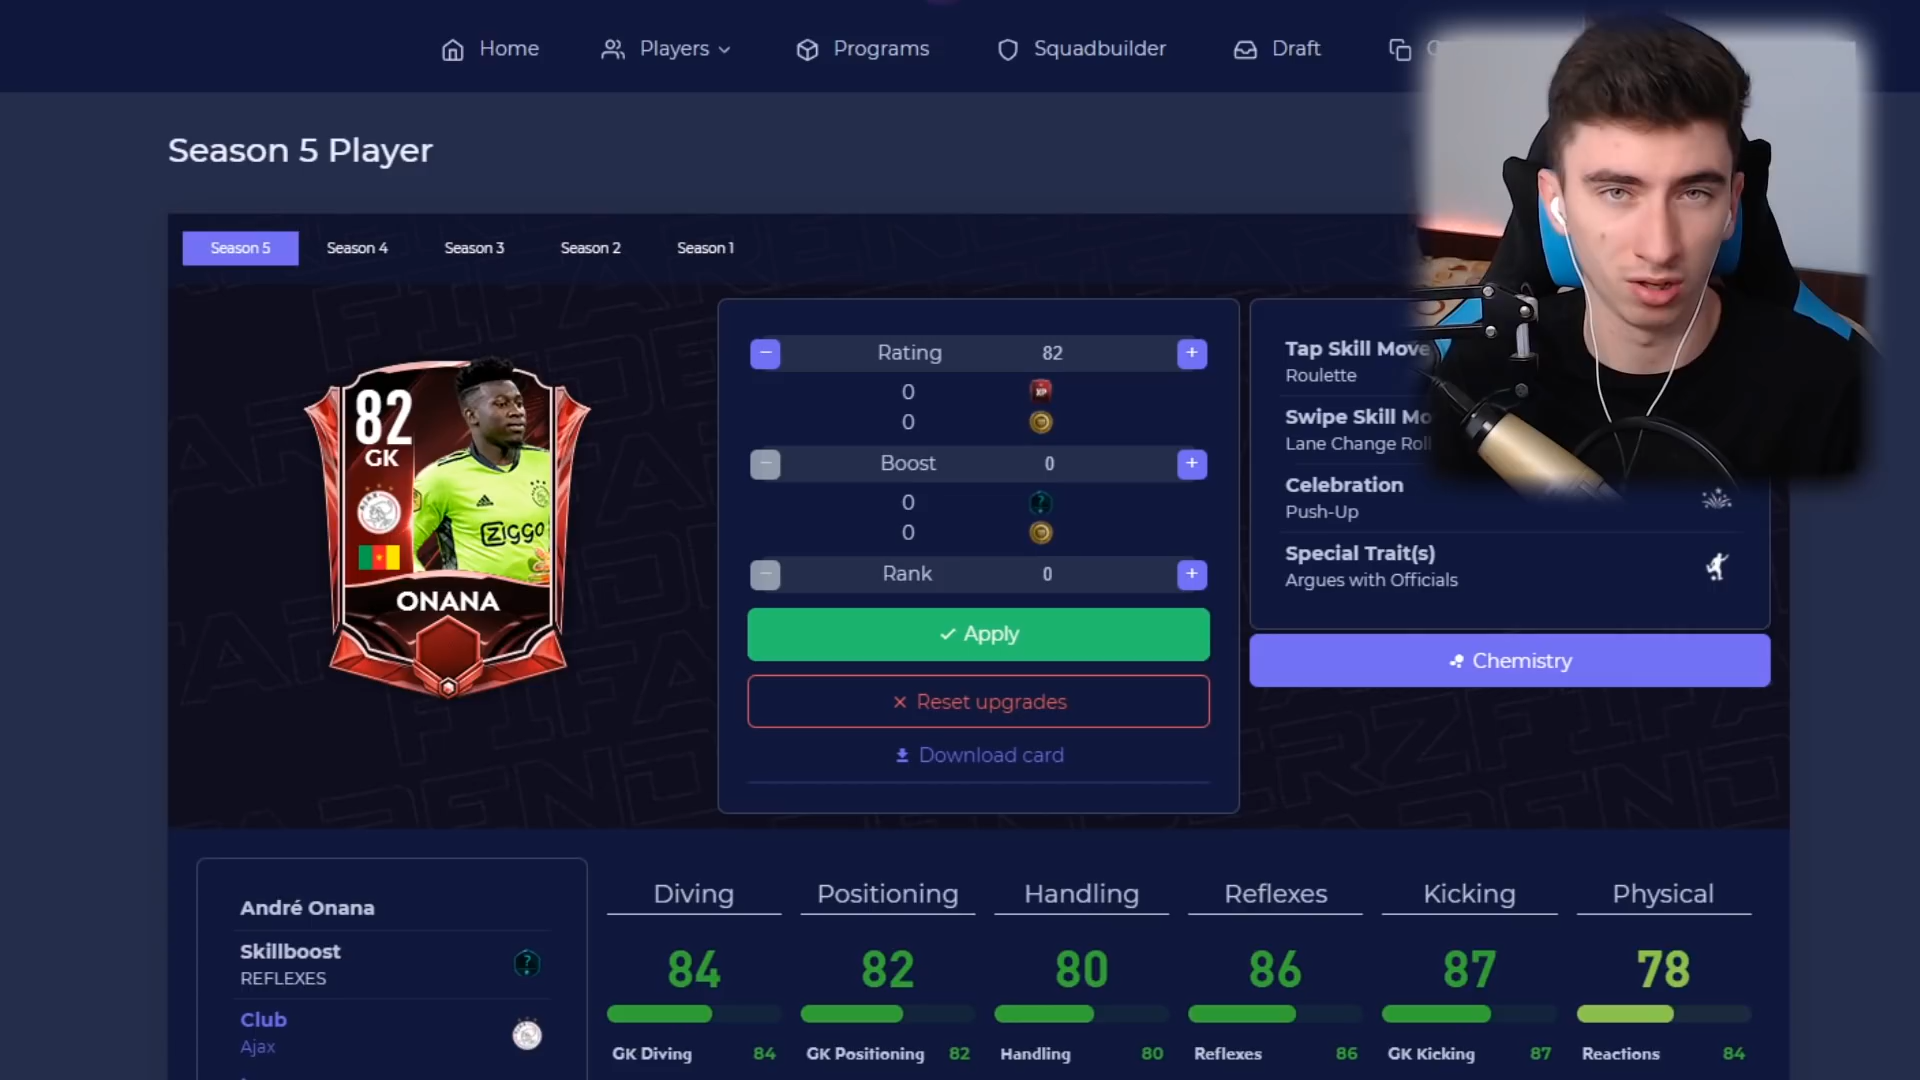 Home
Players
Programs
Squadbuilder
Draft
Season 5 Player
Season 5
Season 4
Season 3
Season 2
Season 1
82
GK
ZIGGO
ONANA
Rating 82
0
XP
0
Boost 0
0
?
0
Rank 0
Apply
Reset upgrades
Download card
Tap Skill Move
Roulette
Swipe Skill Mo
Lane Change Roll
Celebration
Push-Up
Special Trait(s)
Argues with Officials
Chemistry
André Onana
Skillboost
REFLEXES
?
Club
Ajax
Diving
84
GK Diving 84
Positioning
82
GK Positioning 82
Handling
80
Handling 80
Reflexes
86
Reflexes 86
Kicking
87
GK Kicking 87
Physical
78
Reactions 84